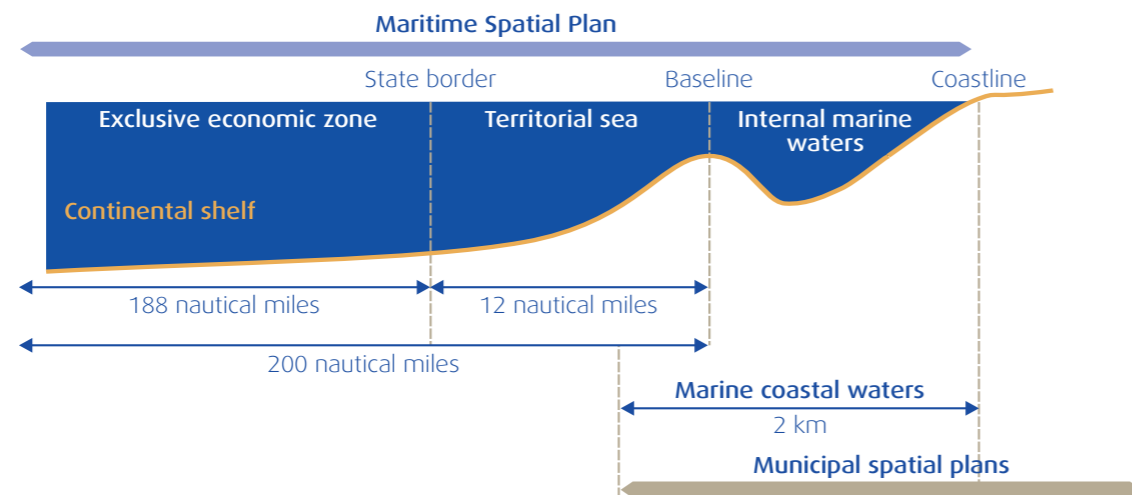 Maritime Spatial Plan
State border
Baseline
Coastline
Exclusive economic zone
Territorial sea
Internal marine
waters
Continental shelf
188 nautical miles
12 nautical miles
200 nautical miles
Marine coastal waters
2 km
Municipal spatial plans